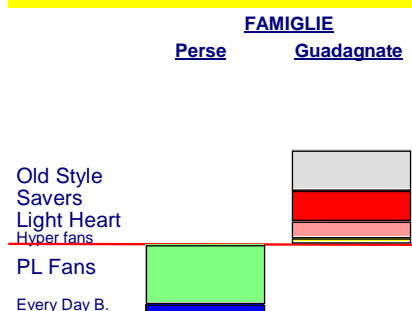 FAMIGLIE
Perse Guadagnate
Old Style
Savers
Light Heart
Hyper fans
PL Fans
Every Day B.